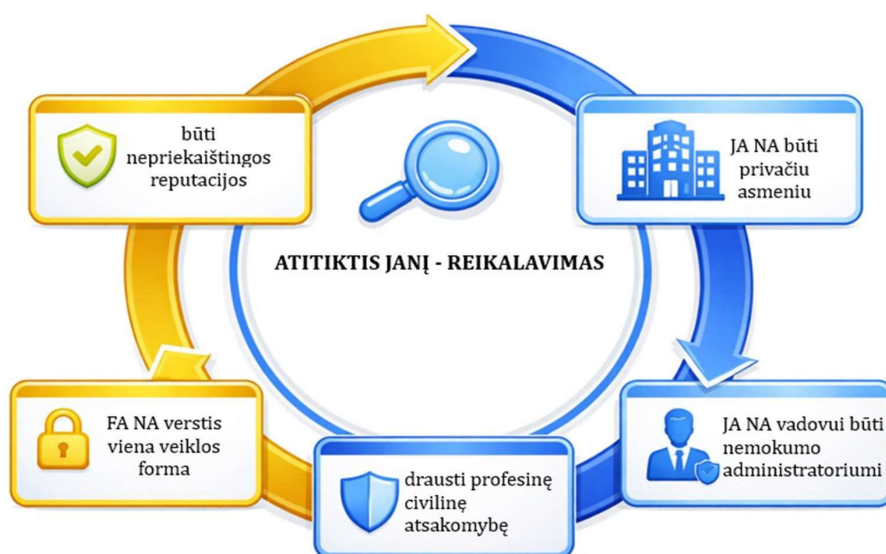 būti
nepriekaištingos
reputacijos
JA NA būti
privačiu
asmeniu
ATITIKTIS JANĮ - REIKALAVIMAS
FA NA verstis
viena veiklos
forma
drausti profesinę
civilinę
atsakomybę
JA NA vadovui būti
nemokumo
administratoriumi